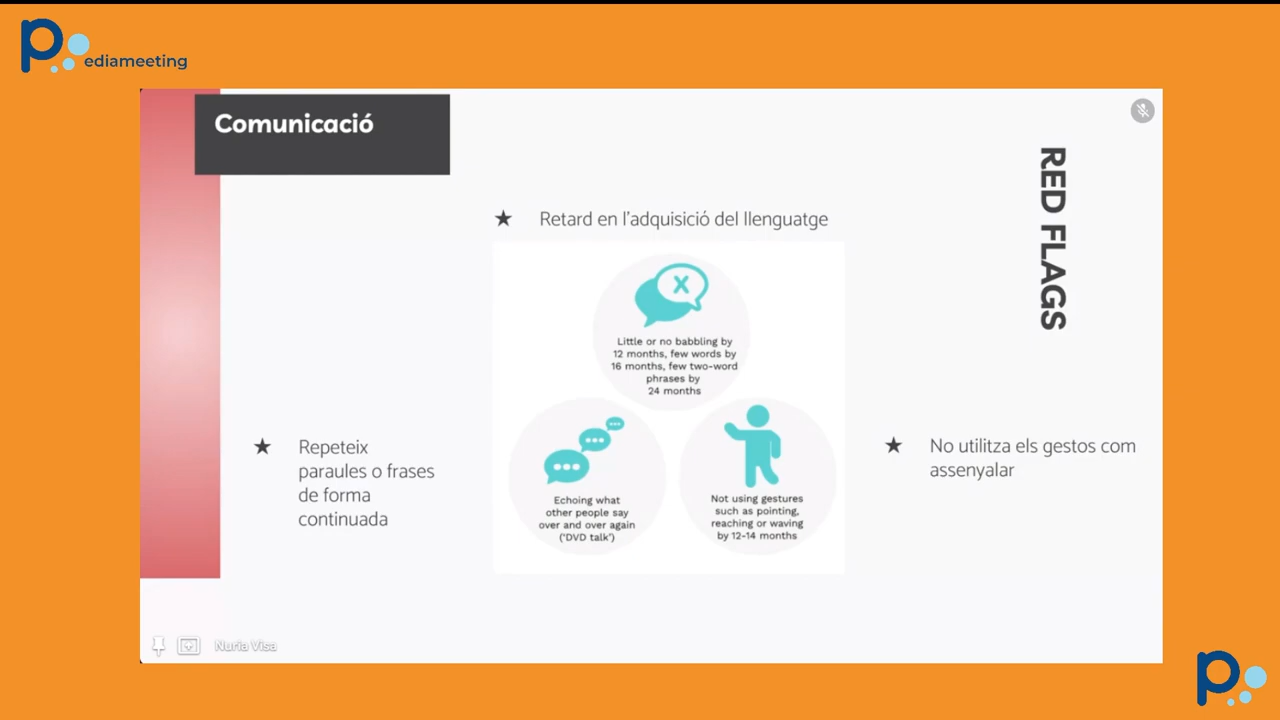 Pediameeting
Comunicació
RED FLAGS
★ Retard en l'adquisició del llenguatge
X
Little or no babbling by
12 months, few words by
16 months, few two-word
phrases by
24 months
★ Repeteix
paraules o frases
de forma
continuada
Echoing what
other people say
over and over again
('DVD talk')
Not using gestures
such as pointing,
reaching or waving
by 12-14 months
★ No utilitza els gestos com
assenyalar
Nuria Visa
P